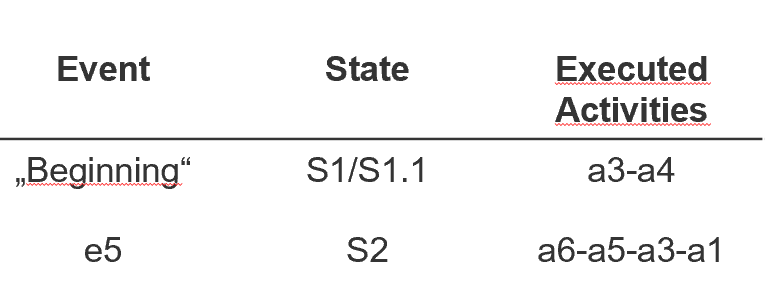 Event State Executed
Activities
„Beginning“ S1/S1.1 a3-a4
e5 S2 a6-a5-a3-a1